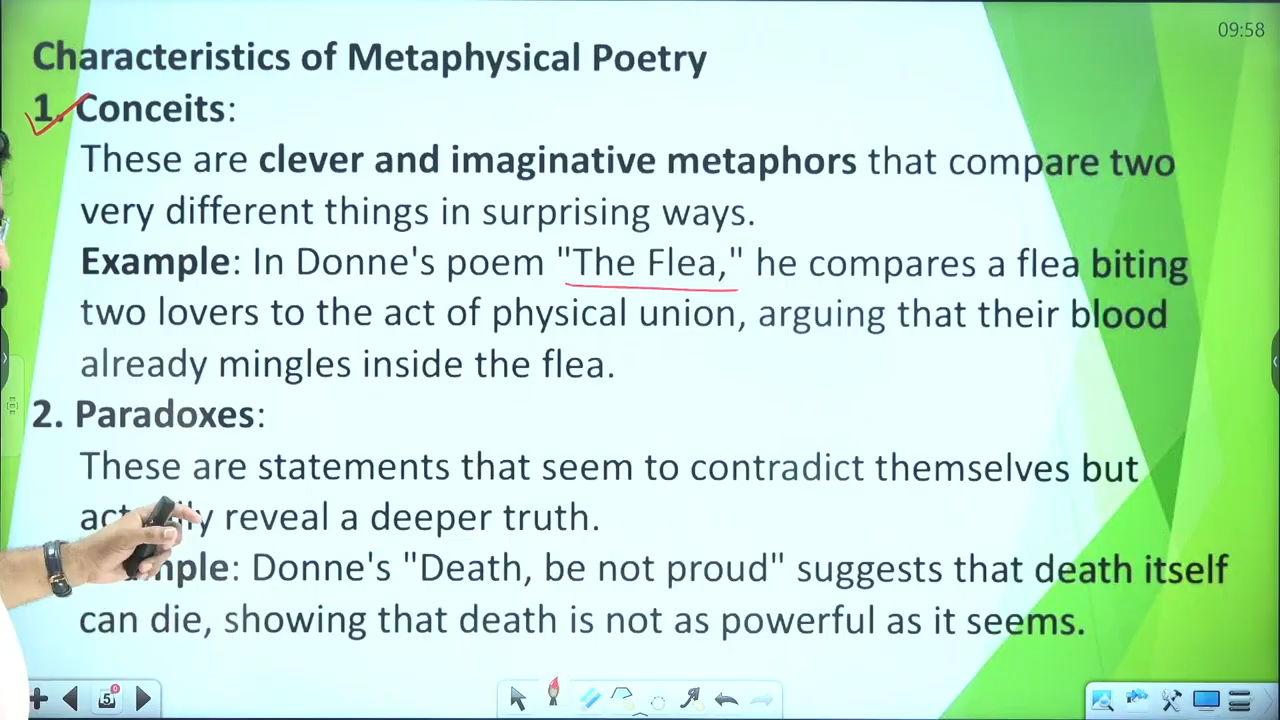 09:58
Characteristics of Metaphysical Poetry
1. Conceits:
These are clever and imaginative metaphors that compare two
very different things in surprising ways.
Example: In Donne's poem "The Flea," he compares a flea biting
two lovers to the act of physical union, arguing that their blood
already mingles inside the flea.
2. Paradoxes:
These are statements that seem to contradict themselves but
reveal a deeper truth.
: Donne's "Death, be not proud" suggests that death itself
can die, showing that death is not as powerful as it seems.
5
0